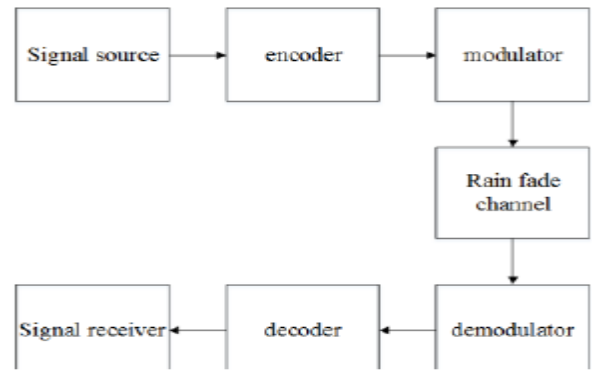 Signal source
encoder
modulator
Rain fade
channel
demodulator
decoder
Signal receiver